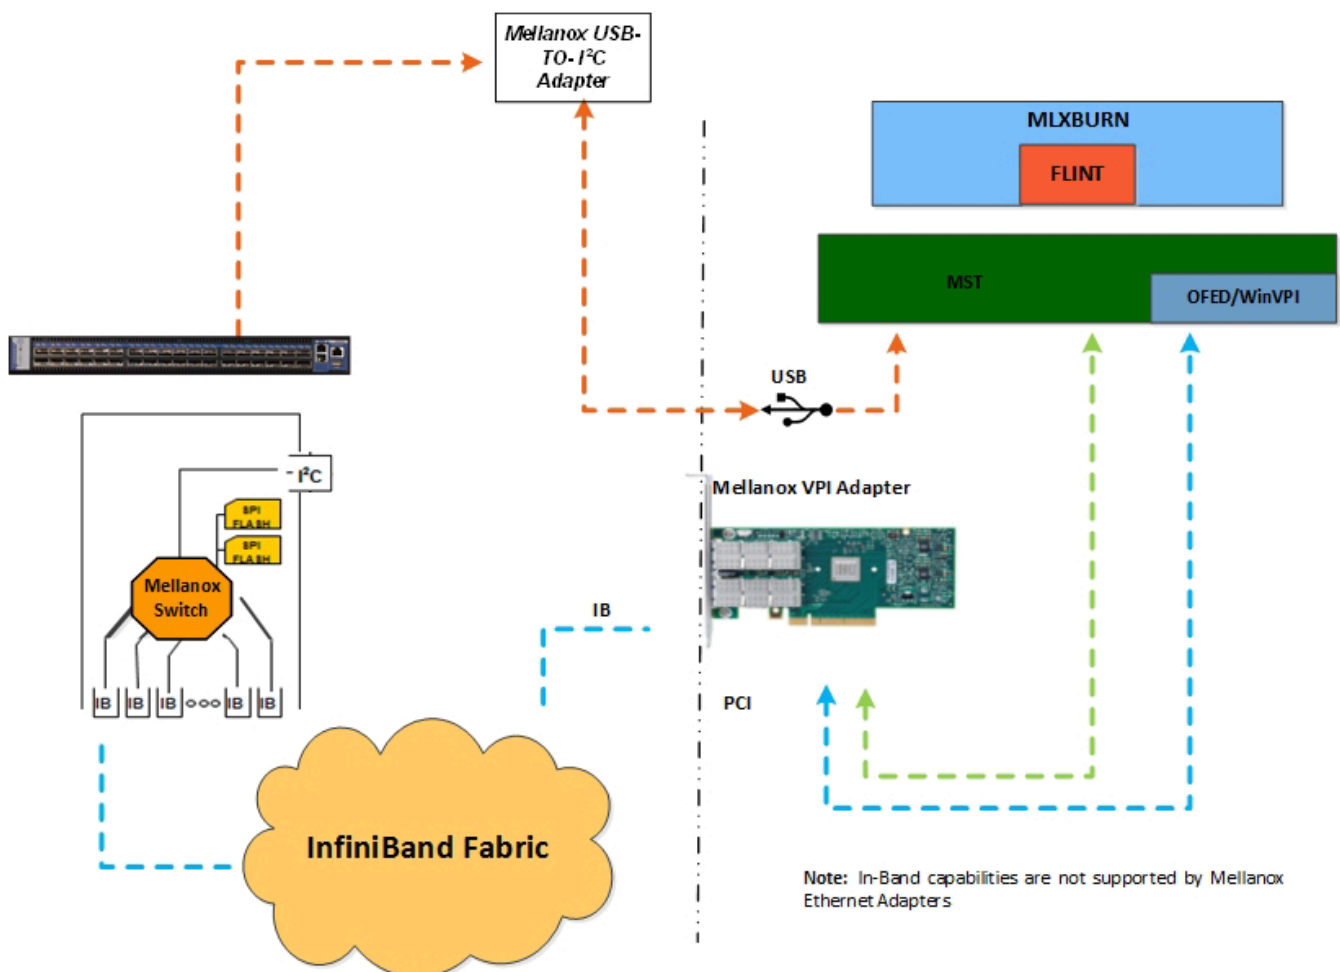 Mellanox USB-
TO- I²C
Adapter
MLXBURN
FLINT
MST
OFED/WinVPI
USB
I²C
Mellanox VPI Adapter
SPI
FLASH
SPI
FLASH
Mellanox
Switch
IB
IB
IB
IB
IB
IB
PCI
InfiniBand Fabric
Note: In-Band capabilities are not supported by Mellanox
Ethernet Adapters